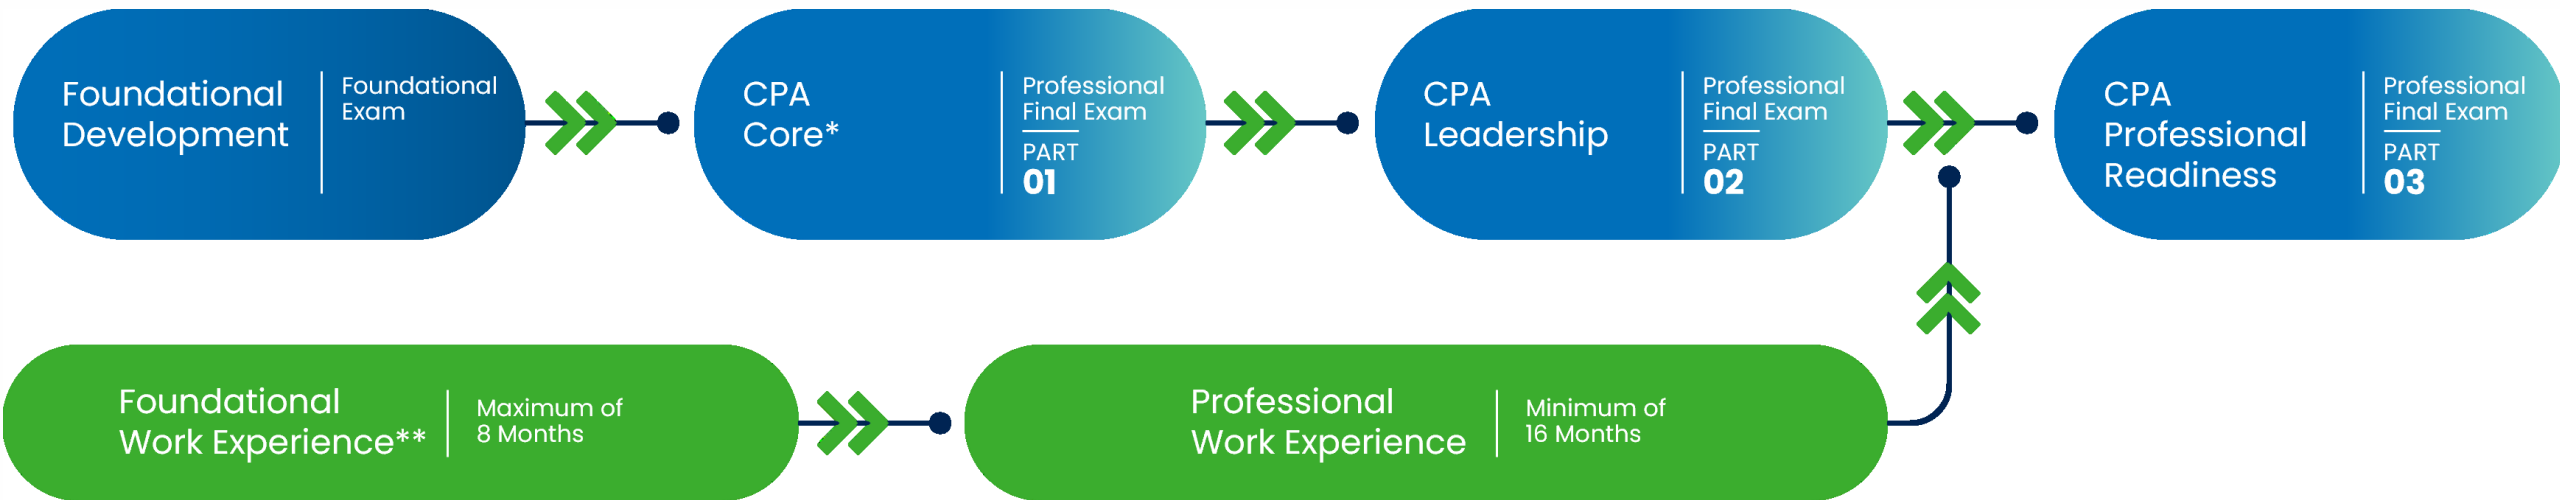 Foundational
Development
Foundational
Exam
CPA
Core*
Professional
Final Exam
PART
01
CPA
Leadership
Professional
Final Exam
PART
02
CPA
Professional
Readiness
Professional
Final Exam
PART
03
Foundational
Work Experience**
Maximum of
8 Months
Professional
Work Experience
Minimum of
16 Months